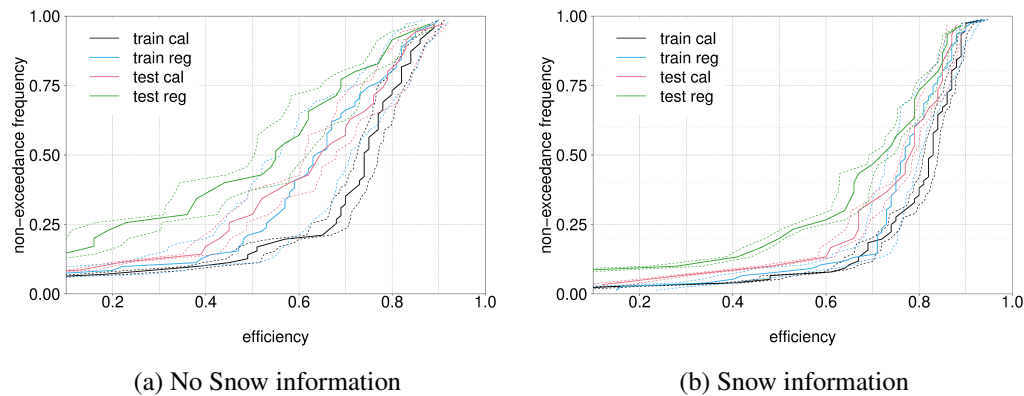 1.00
0.75
0.50
0.25
0.00
non−exceedance frequency
train cal
train reg
test cal
test reg
0.2 0.4 0.6 0.8 1.0
efficiency
(a) No Snow information
1.00
0.75
0.50
0.25
0.00
non−exceedance frequency
train cal
train reg
test cal
test reg
0.2 0.4 0.6 0.8 1.0
efficiency
(b) Snow information